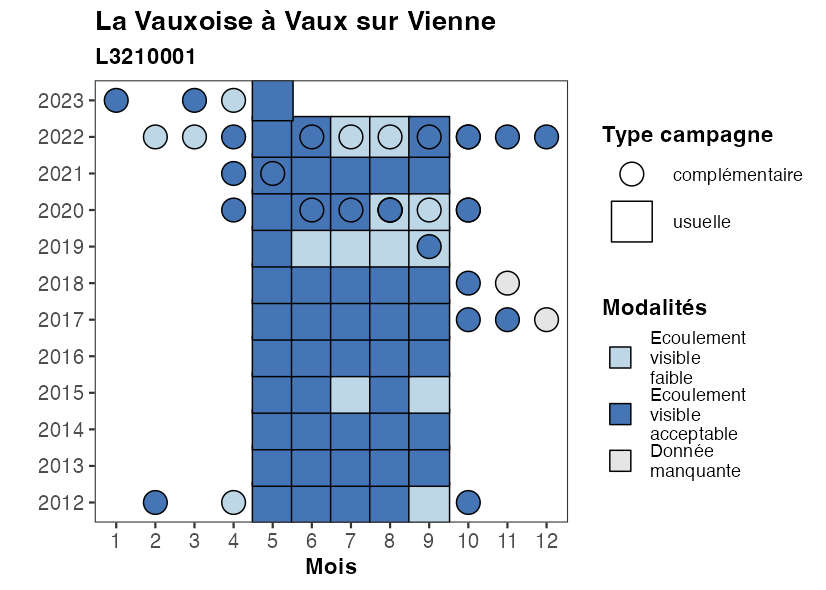 La Vauxoise à Vaux sur Vienne
L3210001
2023
2022
2021
2020
2019
2018
2017
2016
2015
2014
2013
2012
1 2 3 4 5 6 7 8 9 10 11 12
Mois
Type campagne
complémentaire
usuelle
Modalités
Ecoulement
visible
faible
Ecoulement
visible
acceptable
Donnée
manquante